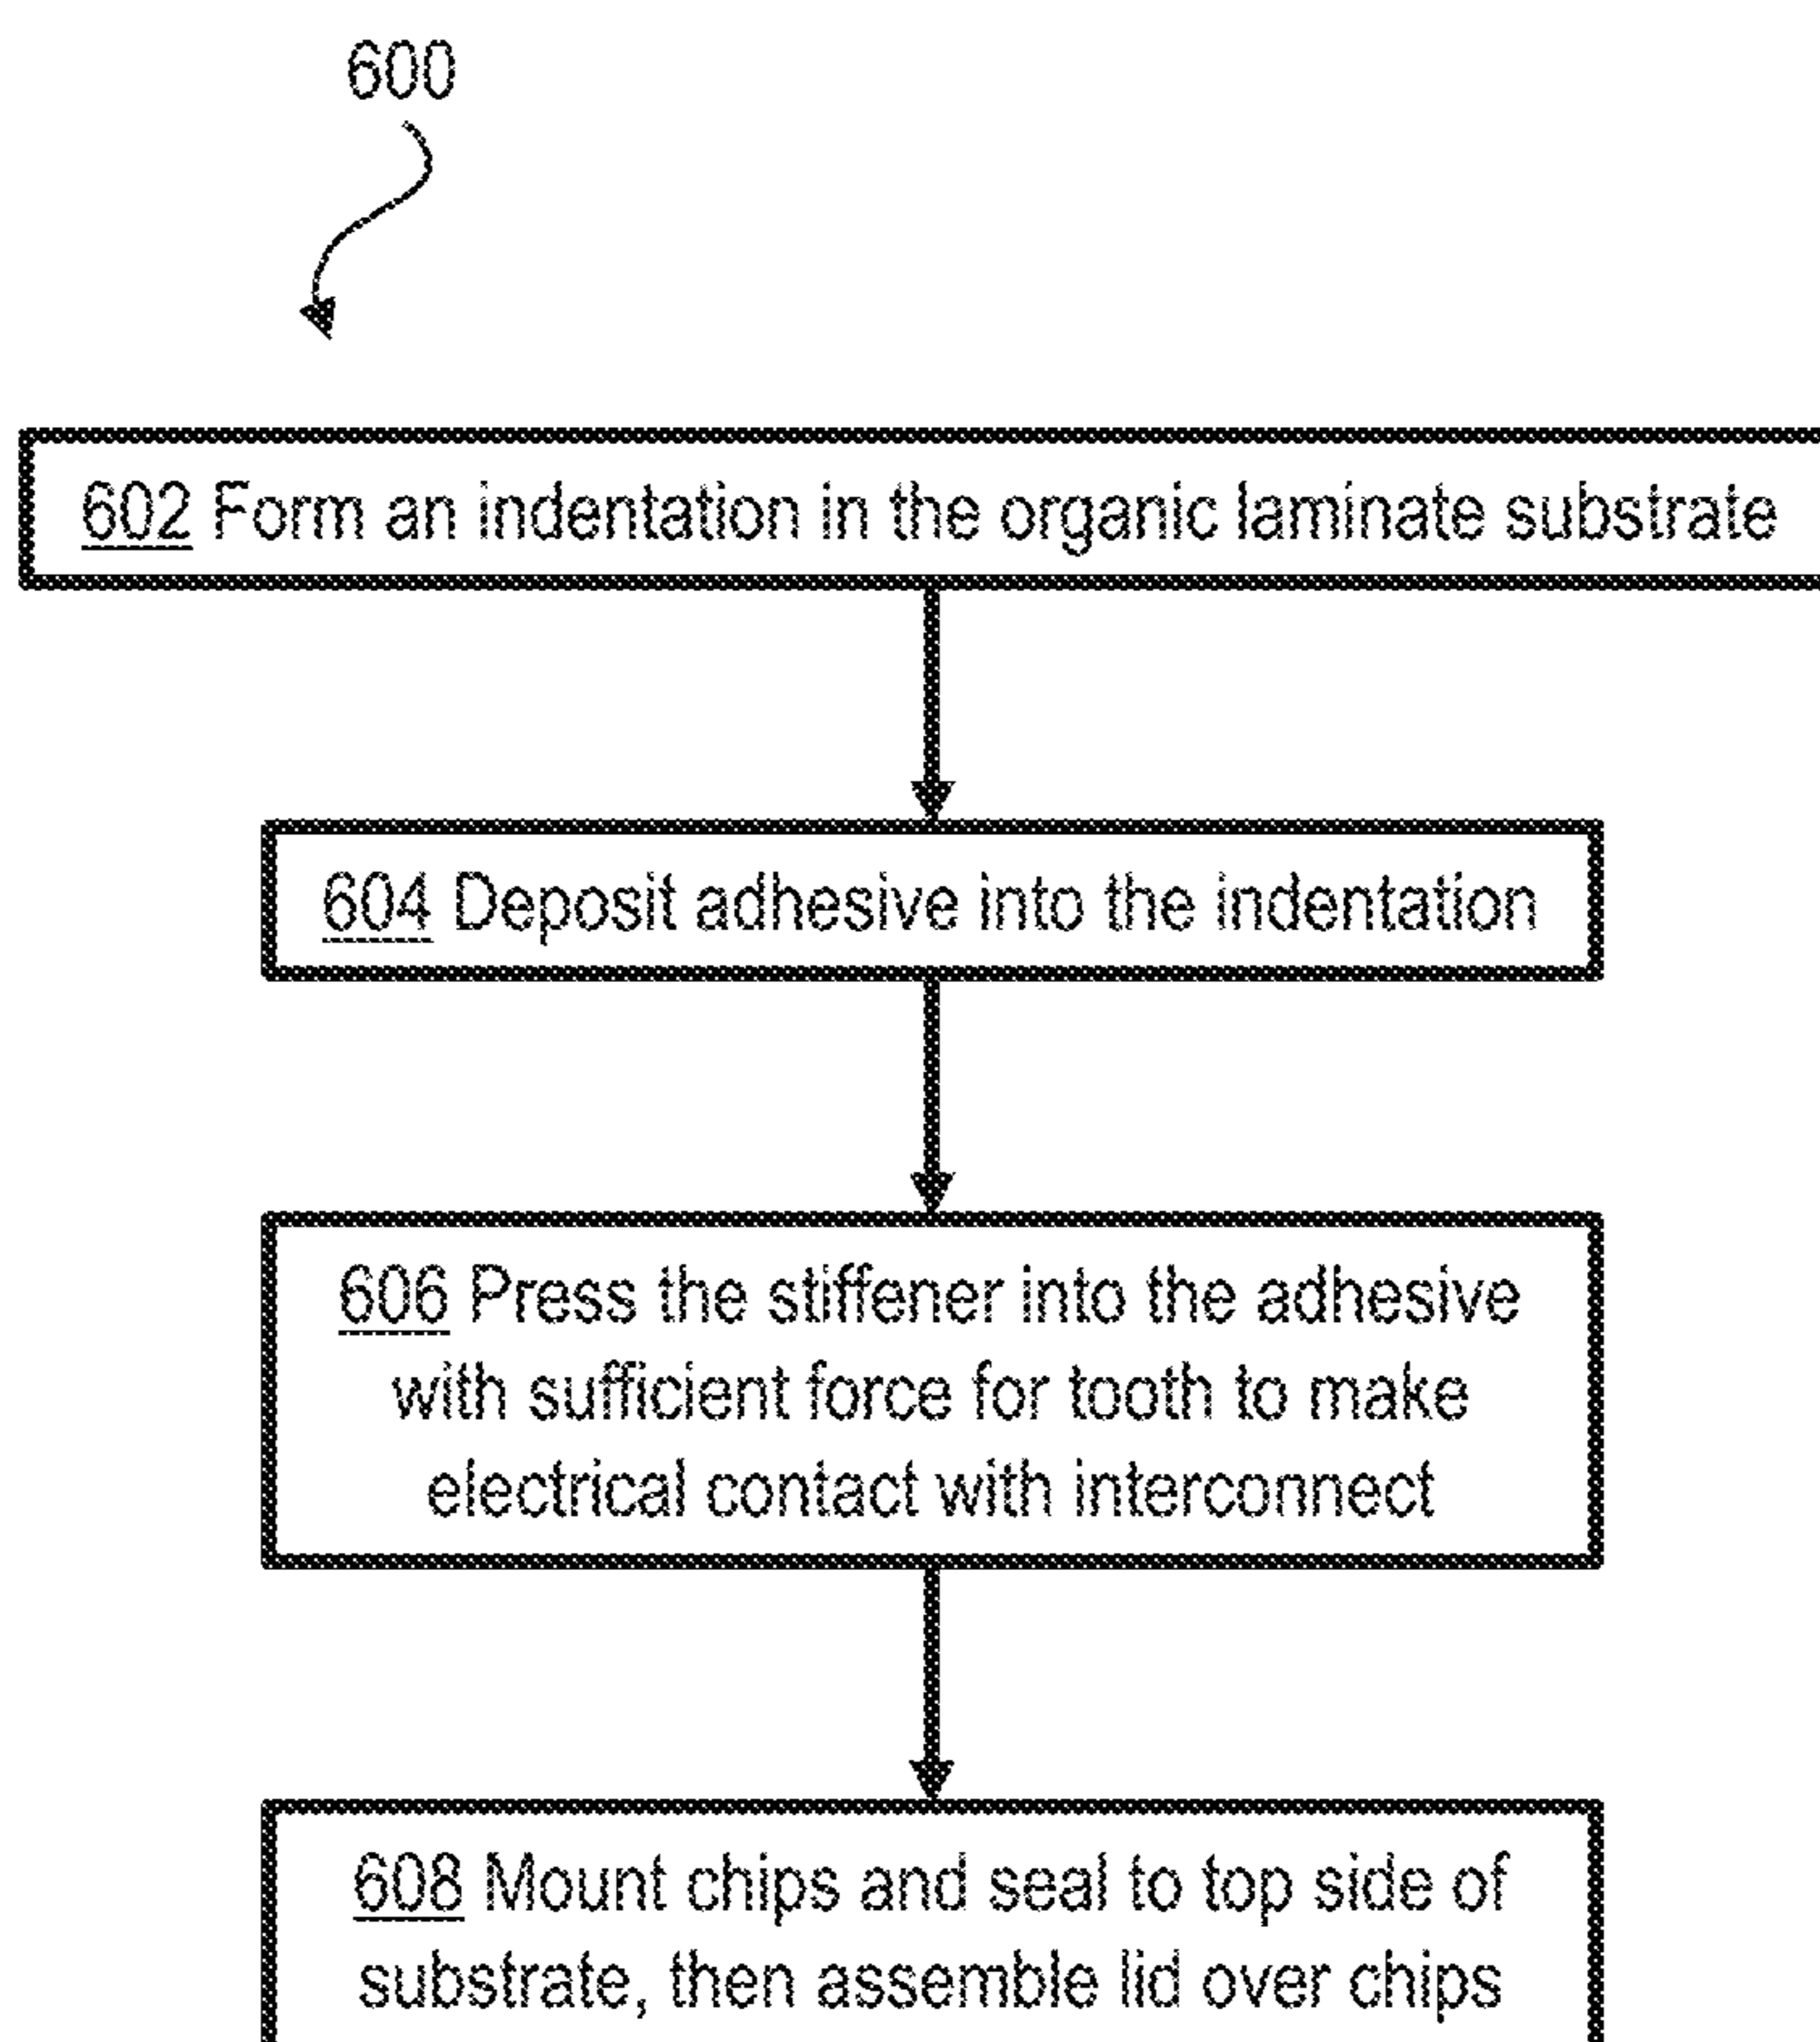 600
602 Form an indentation in the organic laminate substrate
604 Deposit adhesive into the indentation
606 Press the stiffener into the adhesive
with sufficient force for tooth to make
electrical contact with interconnect
608 Mount chips and seal to top side of
substrate, then assemble lid over chips